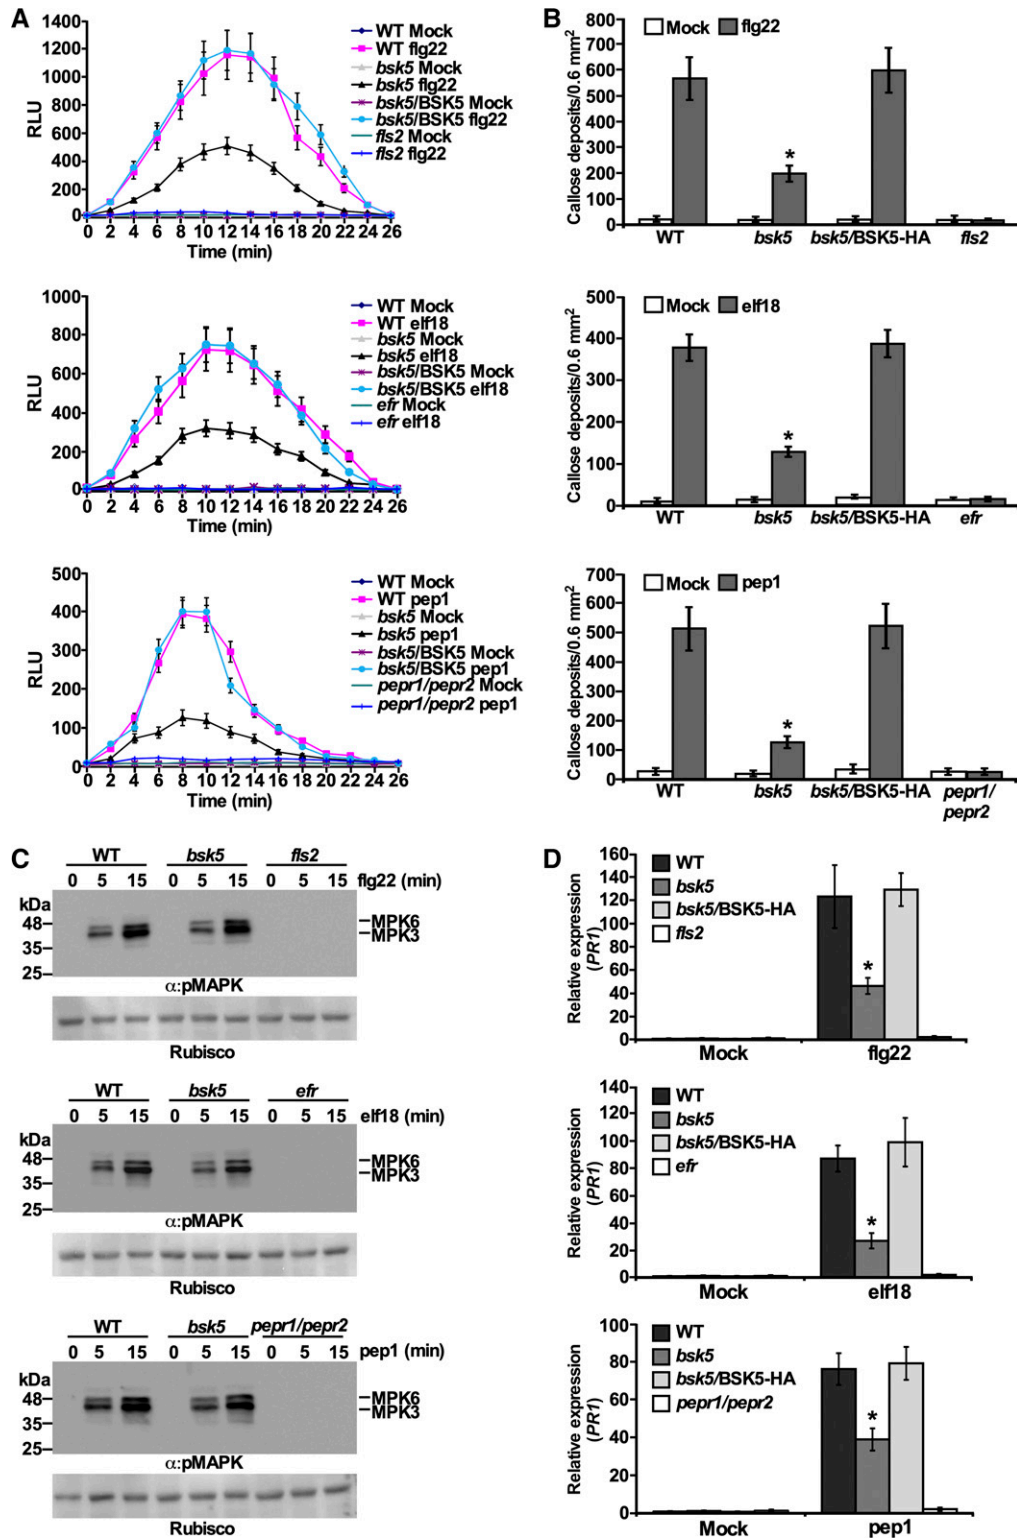 A
1400
1200
1000
800
600
400
200
0
RLU
0 2 4 6 8 10 12 14 16 18 20 22 24 26
Time (min)
WT Mock
WT flg22
bsk5 Mock
bsk5 flg22
bsk5/BSK5 Mock
bsk5/BSK5 flg22
fls2 Mock
fls2 flg22
1000
800
600
400
200
0
RLU
0 2 4 6 8 10 12 14 16 18 20 22 24 26
Time (min)
WT Mock
WT elf18
bsk5 Mock
bsk5 elf18
bsk5/BSK5 Mock
bsk5/BSK5 elf18
efr Mock
efr elf18
500
400
300
200
100
0
RLU
0 2 4 6 8 10 12 14 16 18 20 22 24 26
Time (min)
WT Mock
WT pep1
bsk5 Mock
bsk5 pep1
bsk5/BSK5 Mock
bsk5/BSK5 pep1
pepr1/pepr2 Mock
pepr1/pepr2 pep1
B
Callose deposits/0.6 mm²
800
700
600
500
400
300
200
100
0
Mock flg22
*
WT bsk5 bsk5/BSK5-HA fls2
Callose deposits/0.6 mm²
500
400
300
200
100
0
Mock elf18
*
WT bsk5 bsk5/BSK5-HA efr
Callose deposits/0.6 mm²
700
600
500
400
300
200
100
0
Mock pep1
*
WT bsk5 bsk5/BSK5-HA pepr1/
pepr2
C
WT bsk5 fls2
0 5 15 0 5 15 0 5 15 flg22 (min)
kDa
48
35
25
MPK6
MPK3
α:pMAPK
Rubisco
WT bsk5 efr
0 5 15 0 5 15 0 5 15 elf18 (min)
kDa
48
35
25
MPK6
MPK3
α:pMAPK
Rubisco
WT bsk5 pepr1/pepr2
0 5 15 0 5 15 0 5 15 pep1 (min)
kDa
48
35
25
MPK6
MPK3
α:pMAPK
Rubisco
D
Relative expression
(PR1)
160
140
120
100
80
60
40
20
0
WT
bsk5
bsk5/BSK5-HA
fls2
*
Mock flg22
Relative expression
(PR1)
140
120
100
80
60
40
20
0
WT
bsk5
bsk5/BSK5-HA
efr
*
Mock elf18
Relative expression
(PR1)
100
80
60
40
20
0
WT
bsk5
bsk5/BSK5-HA
pepr1/pepr2
*
Mock pep1